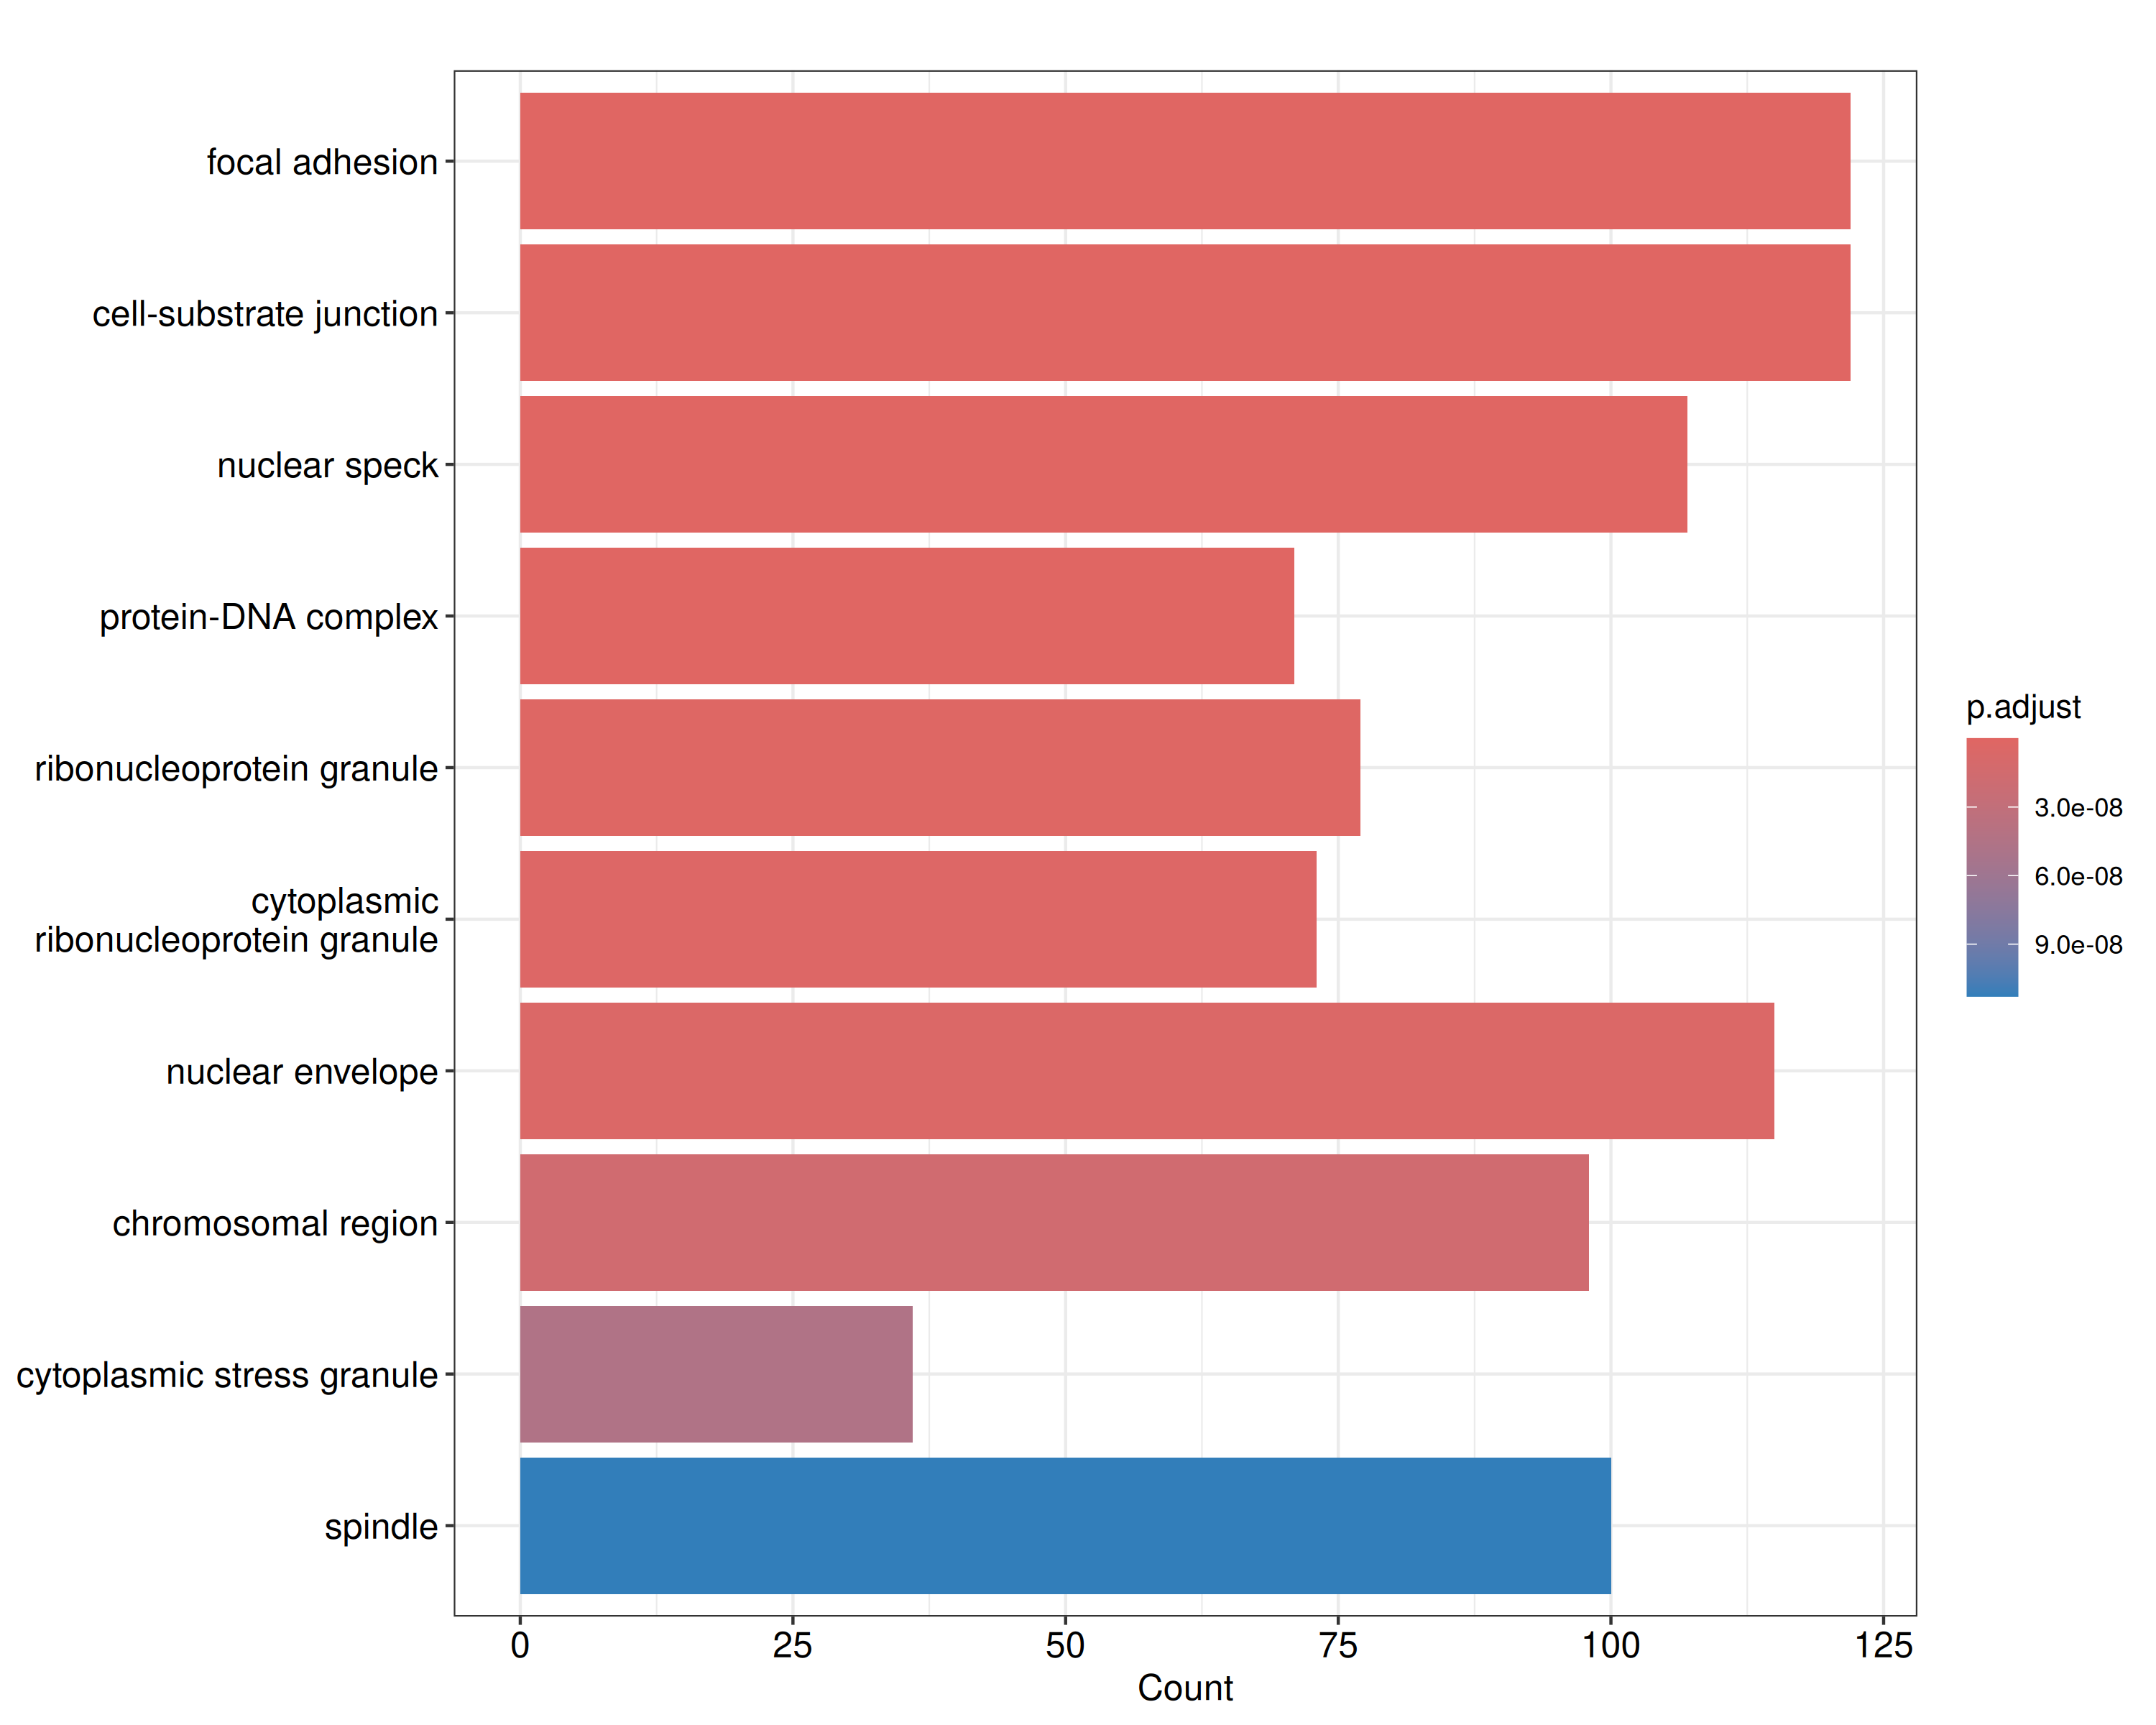 focal adhesion
cell-substrate junction
nuclear speck
protein-DNA complex
ribonucleoprotein granule
cytoplasmic
ribonucleoprotein granule
nuclear envelope
chromosomal region
cytoplasmic stress granule
spindle
0 25 50 75 100 125
Count
p.adjust
3.0e-08
6.0e-08
9.0e-08